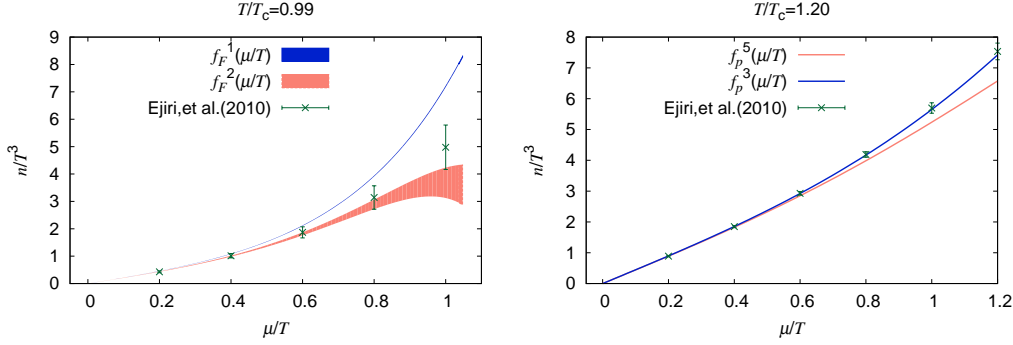 T/Tc=0.99
9
8
7
6
5
4
3
2
1
0
n/T^3
f_F^1(μ/T)
f_F^2(μ/T)
Ejiri,et al.(2010)
0 0.2 0.4 0.6 0.8 1
μ/T
T/Tc=1.20
8
7
6
5
4
3
2
1
0
n/T^3
f_p^5(μ/T)
f_p^3(μ/T)
Ejiri,et al.(2010)
0 0.2 0.4 0.6 0.8 1 1.2
μ/T